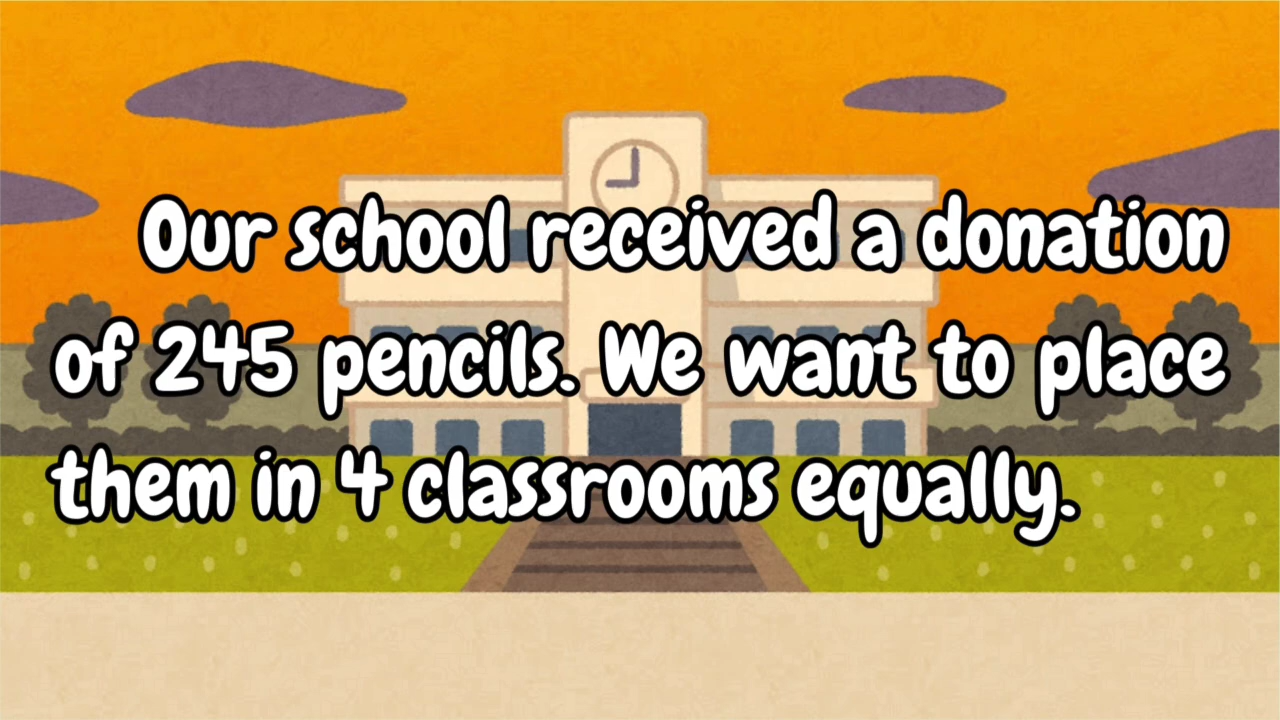 Our school received a donation
of 245 pencils. We want to place
them in 4 classrooms equally.